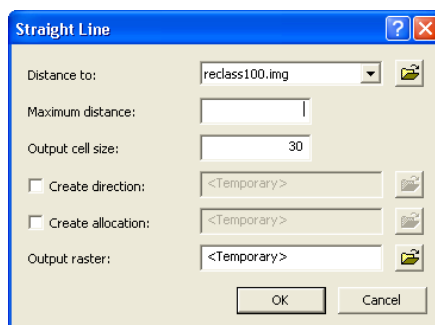 Straight Line
Distance to: reclass100.img
Maximum distance:
Output cell size: 30
Create direction: <Temporary>
Create allocation: <Temporary>
Output raster: <Temporary>
OK Cancel